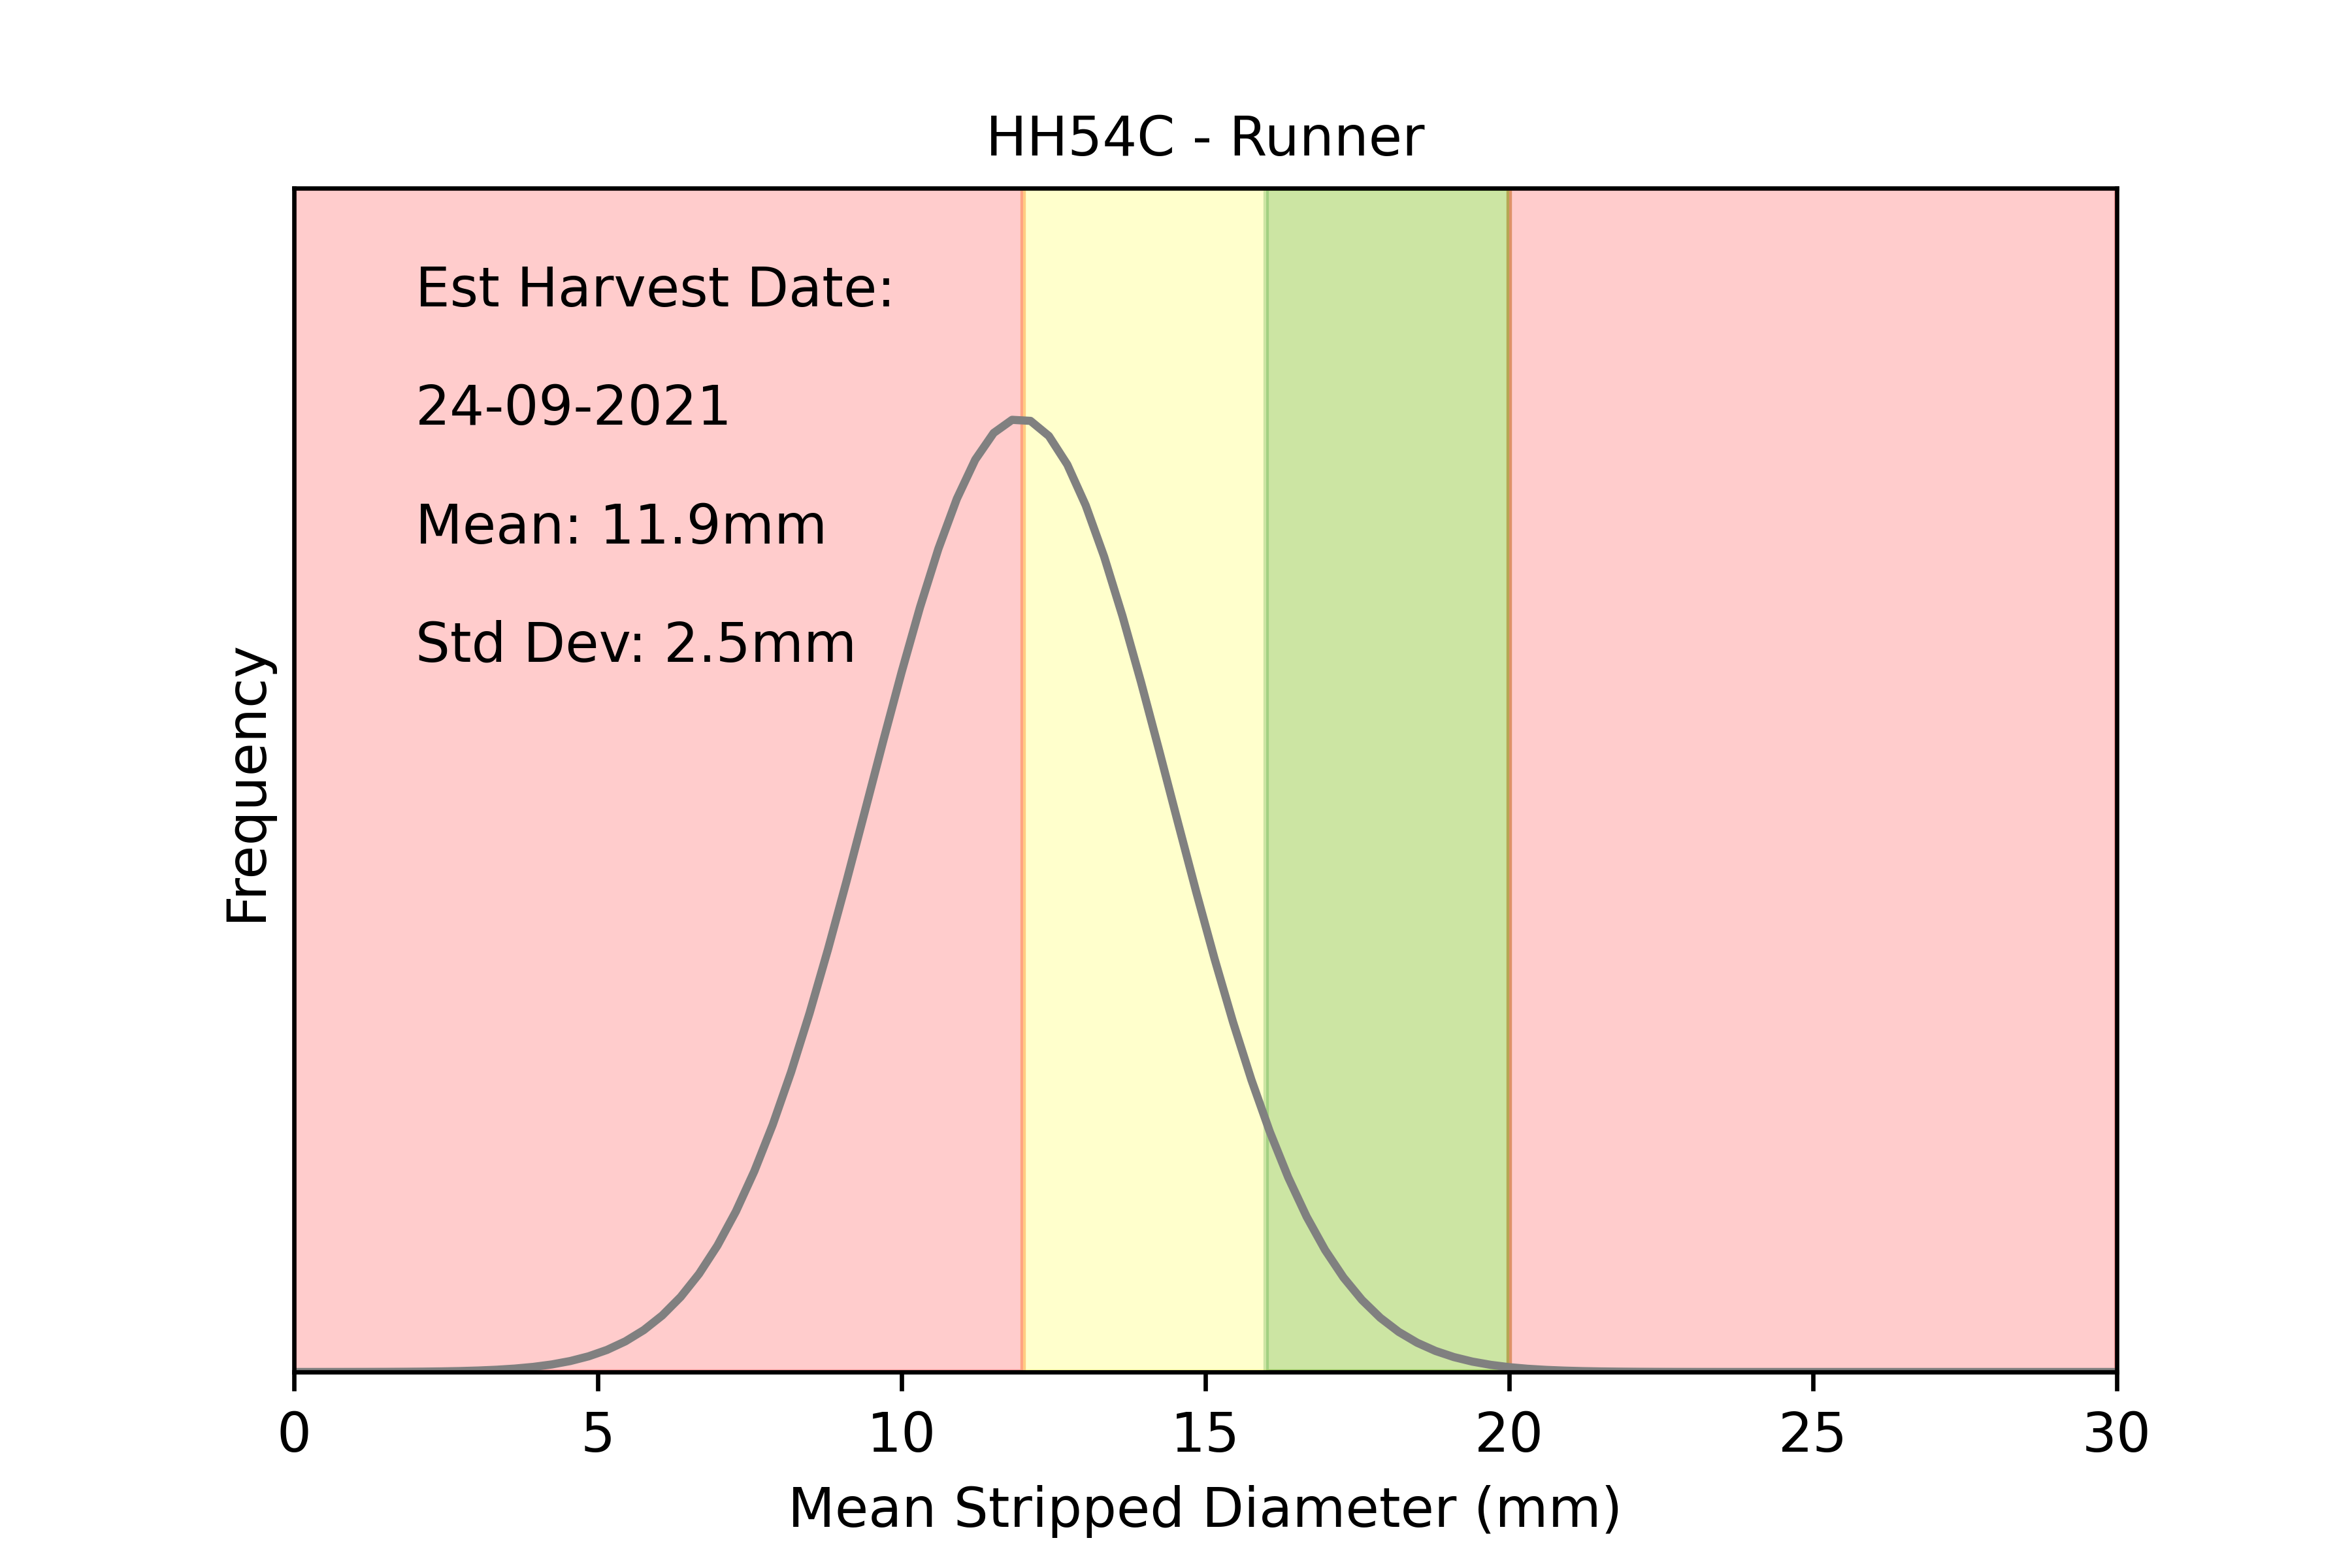 HH54C - Runner
Est Harvest Date:
24-09-2021
Mean: 11.9mm
Std Dev: 2.5mm
Frequency
0 5 10 15 20 25 30
Mean Stripped Diameter (mm)